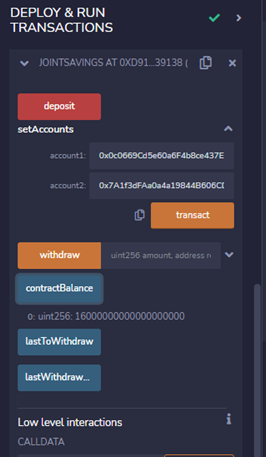 DEPLOY & RUN
TRANSACTIONS
JOINTSAVINGS AT 0XD91...39138 (
deposit
setAccounts
account1: 0x0c0669Cd5e60a6F4b8ce437E
account2: 0x7A1f3dFAa0a4a19844B606CD
transact
withdraw uint256 amount, address n
contractBalance
0: uint256: 16000000000000000000
lastToWithdraw
lastWithdraw...
Low level interactions
CALLDATA